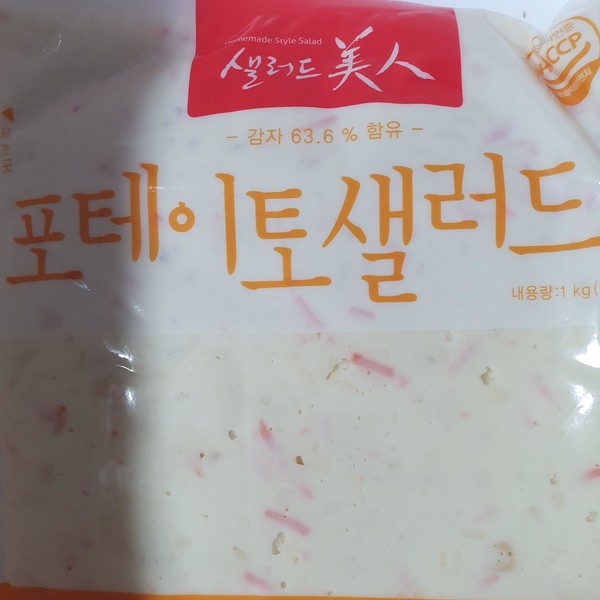 Homemade Style Salad
샐러드 美人
- 감자 63.6 % 함유 -
포테이토샐러드
내용량:1 kg(